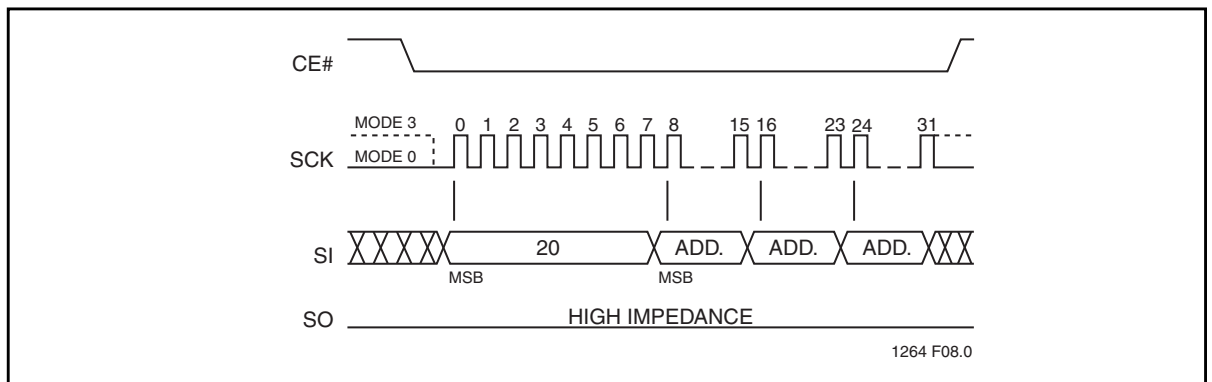 CE#
MODE 3
0 1 2 3 4 5 6 7 8 15 16 23 24 31
SCK MODE 0
SI 20 ADD. ADD. ADD.
MSB MSB
SO HIGH IMPEDANCE
1264 F08.0